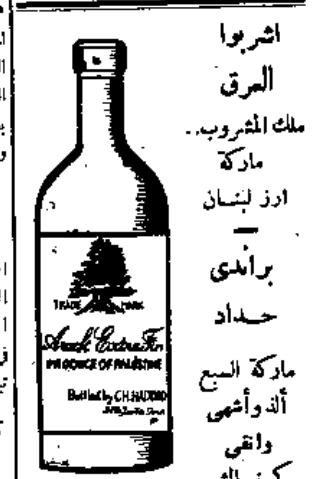 اشربوا
العرق
ملك المشروب..
ماركة
ارز لبنان
براندي
حداد
ماركة السبع
ألذ وأشهى
وانقى
TRADE MARK
Arack Extra Fin
PRODUCE OF PALESTINE
Bottled by G.H. HADDAD